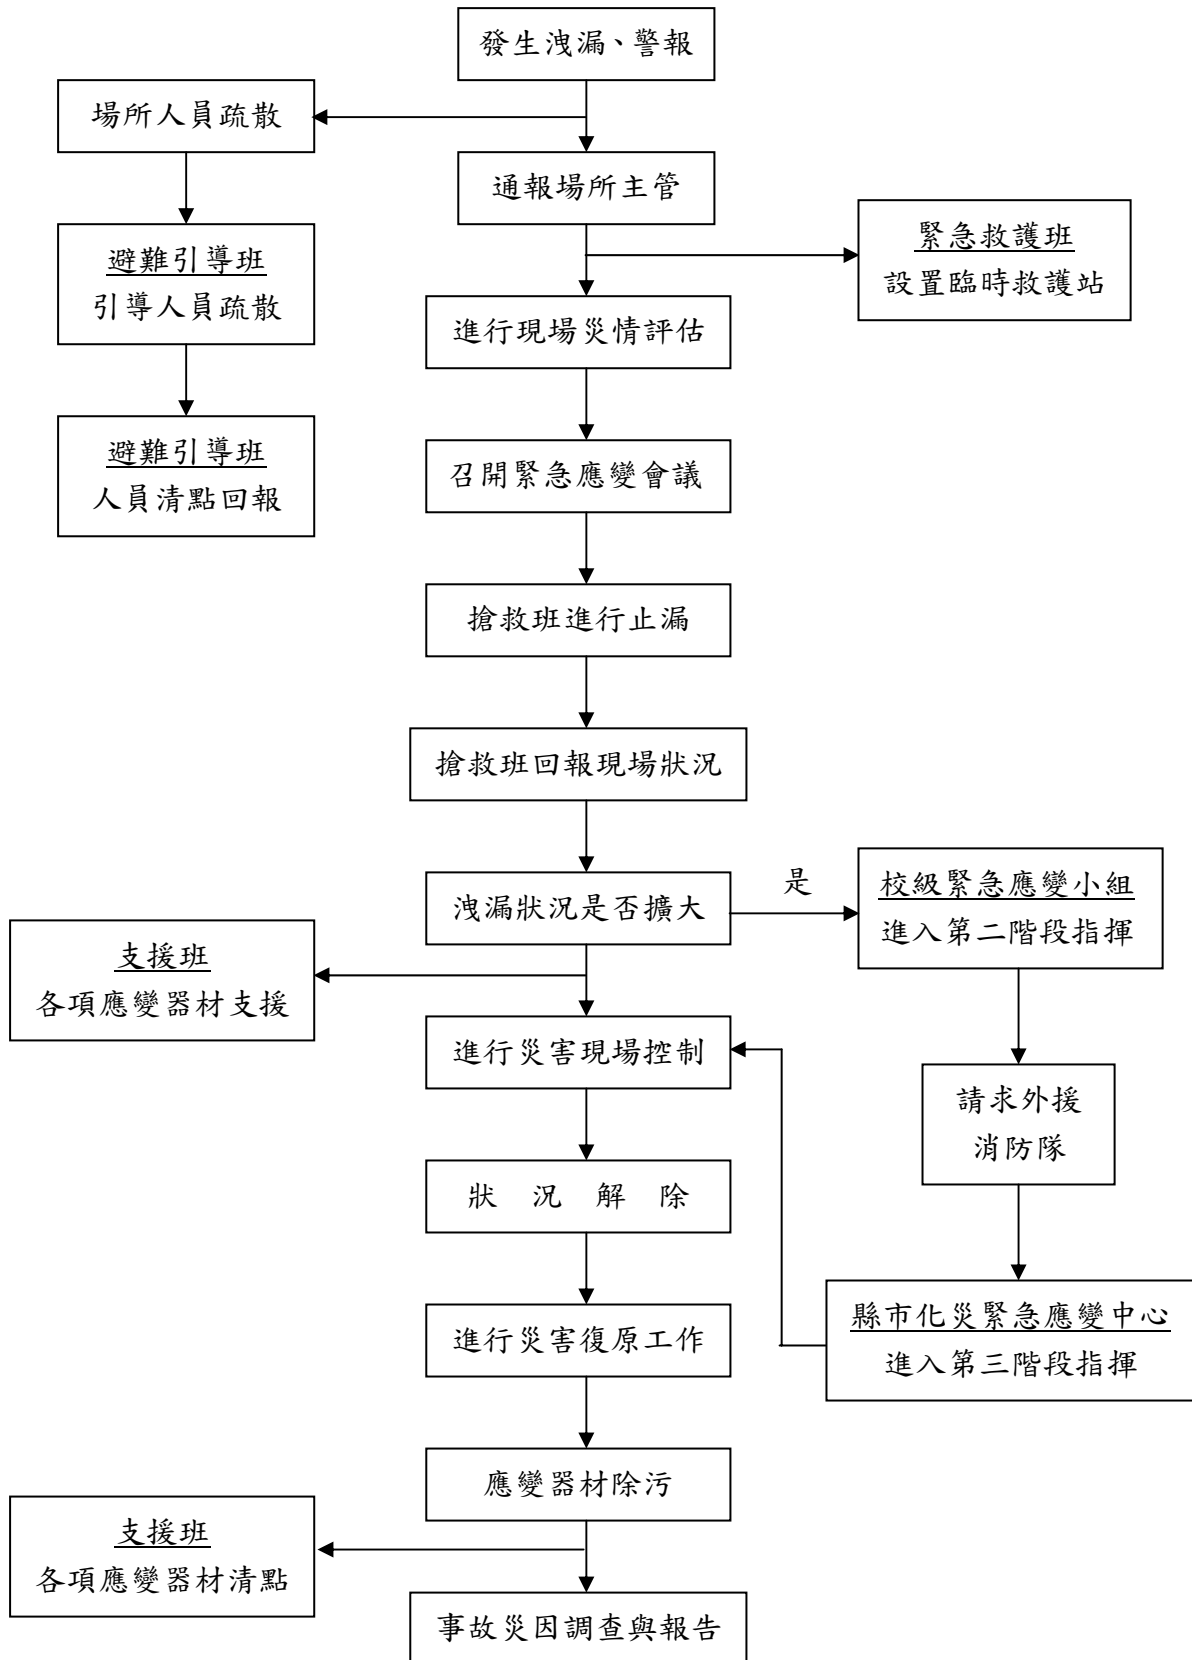 發生洩漏、警報
場所人員疏散
通報場所主管
避難引導班
引導人員疏散
緊急救護班
設置臨時救護站
進行現場災情評估
避難引導班
人員清點回報
召開緊急應變會議
搶救班進行止漏
搶救班回報現場狀況
洩漏狀況是否擴大
是
校級緊急應變小組
進入第二階段指揮
支援班
各項應變器材支援
進行災害現場控制
請求外援
消防隊
狀 況 解 除
縣市化災緊急應變中心
進入第三階段指揮
進行災害復原工作
應變器材除污
支援班
各項應變器材清點
事故災因調查與報告